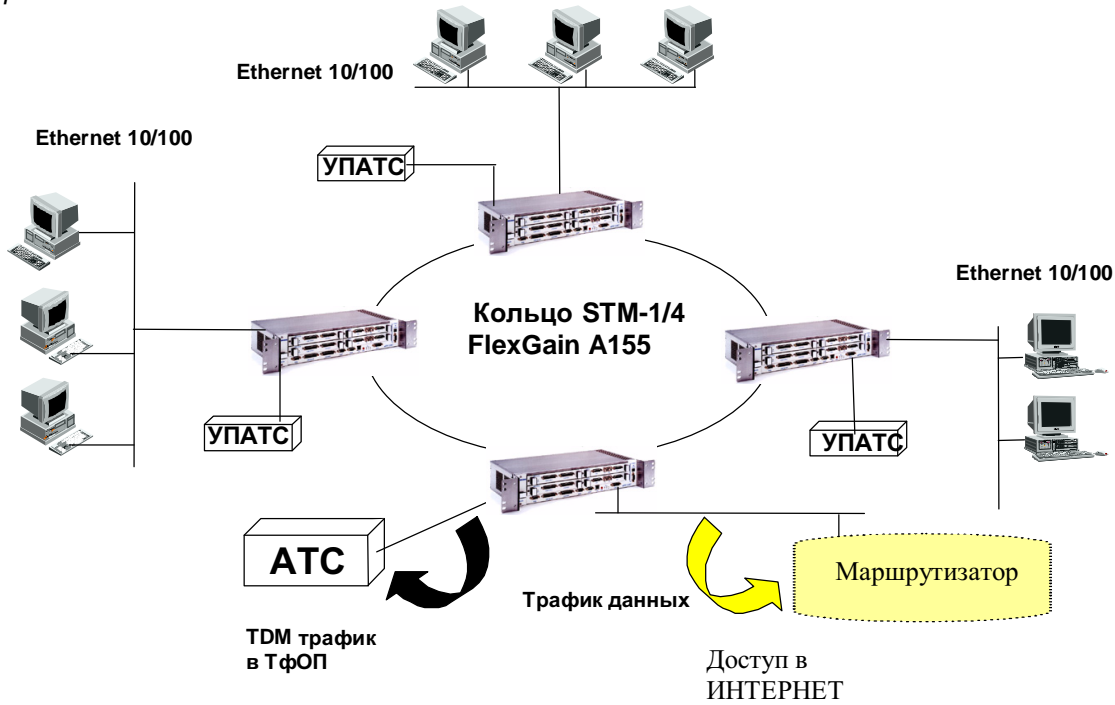 Ethernet 10/100
Ethernet 10/100
УПАТС
Ethernet 10/100
Кольцо STM-1/4
FlexGain A155
УПАТС
УПАТС
АТС
Маршрутизатор
Трафик данных
TDM трафик
в ТфОП
Доступ в
ИНТЕРНЕТ